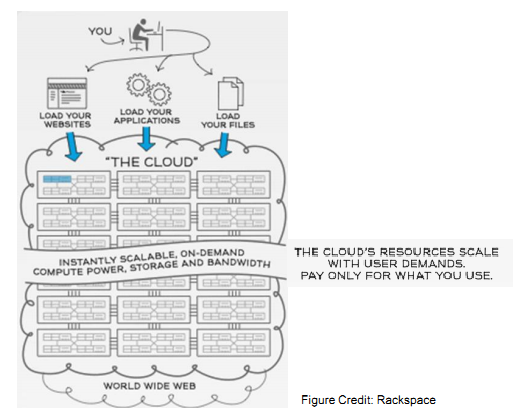 YOU
LOAD YOUR
WEBSITES
LOAD YOUR
APPLICATIONS
LOAD
YOUR FILES
"THE CLOUD"
INSTANTLY SCALABLE, ON-DEMAND
COMPUTE POWER, STORAGE AND BANDWIDTH
THE CLOUD'S RESOURCES SCALE
WITH USER DEMANDS.
PAY ONLY FOR WHAT YOU USE.
WORLD WIDE WEB
Figure Credit: Rackspace